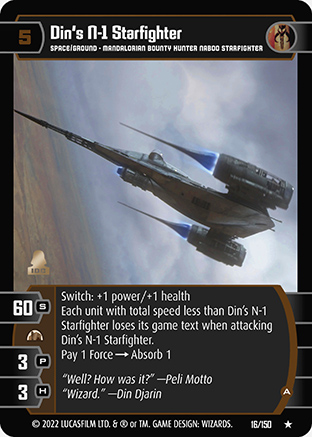 5
Din's N-1 Starfighter
SPACE/GROUND - MANDALORIAN BOUNTY HUNTER NABOO STARFIGHTER
60 S
Switch: +1 power/+1 health
Each unit with total speed less than Din's N-1
Starfighter loses its game text when attacking
Din's N-1 Starfighter.
3 P
Pay 1 Force → Absorb 1
3 H
"Well? How was it?" —Peli Motto
"Wizard." —Din Djarin
A
© 2022 LUCASFILM LTD. & ® or TM. GAME DESIGN: WIZARDS.
16/150 ★